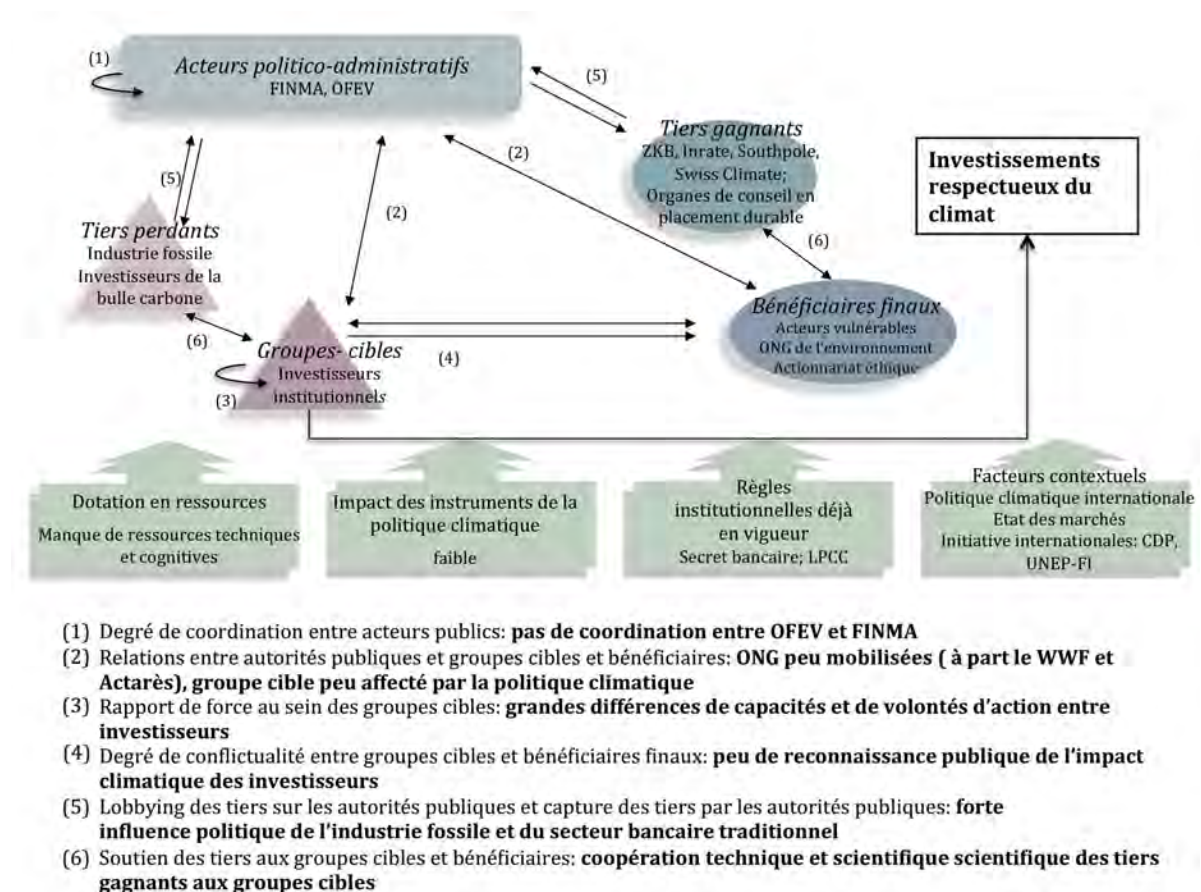 (1)
Acteurs politico-administratifs
FINMA, OFEV
(5)
Tiers gagnants
ZKB, Inrate, Southpole,
Swiss Climate;
Organes de conseil en
placement durable
(2)
Investissements
respectueux du
climat
(5)
(2)
Tiers perdants
Industrie fossile
Investisseurs de la
bulle carbone
(6)
Bénéficiaires finaux
Acteurs vulnérables
ONG de l'environnement
Actionnariat éthique
(6)
Groupes- cibles
Investisseurs
institutionnels
(4)
(3)
Dotation en ressources
Manque de ressources techniques
et cognitives
Impact des instruments de la
politique climatique
faible
Règles
institutionnelles déjà
en vigueur
Secret bancaire; LPCC
Facteurs contextuels
Politique climatique internationale
Etat des marchés
Initiative internationales: CDP,
UNEP-FI
(1) Degré de coordination entre acteurs publics: pas de coordination entre OFEV et FINMA
(2) Relations entre autorités publiques et groupes cibles et bénéficiaires: ONG peu mobilisées ( à part le WWF et
Actarès), groupe cible peu affecté par la politique climatique
(3) Rapport de force au sein des groupes cibles: grandes différences de capacités et de volontés d'action entre
investisseurs
(4) Degré de conflictualité entre groupes cibles et bénéficiaires finaux: peu de reconnaissance publique de l'impact
climatique des investisseurs
(5) Lobbying des tiers sur les autorités publiques et capture des tiers par les autorités publiques: forte
influence politique de l'industrie fossile et du secteur bancaire traditionnel
(6) Soutien des tiers aux groupes cibles et bénéficiaires: coopération technique et scientifique scientifique des tiers
gagnants aux groupes cibles